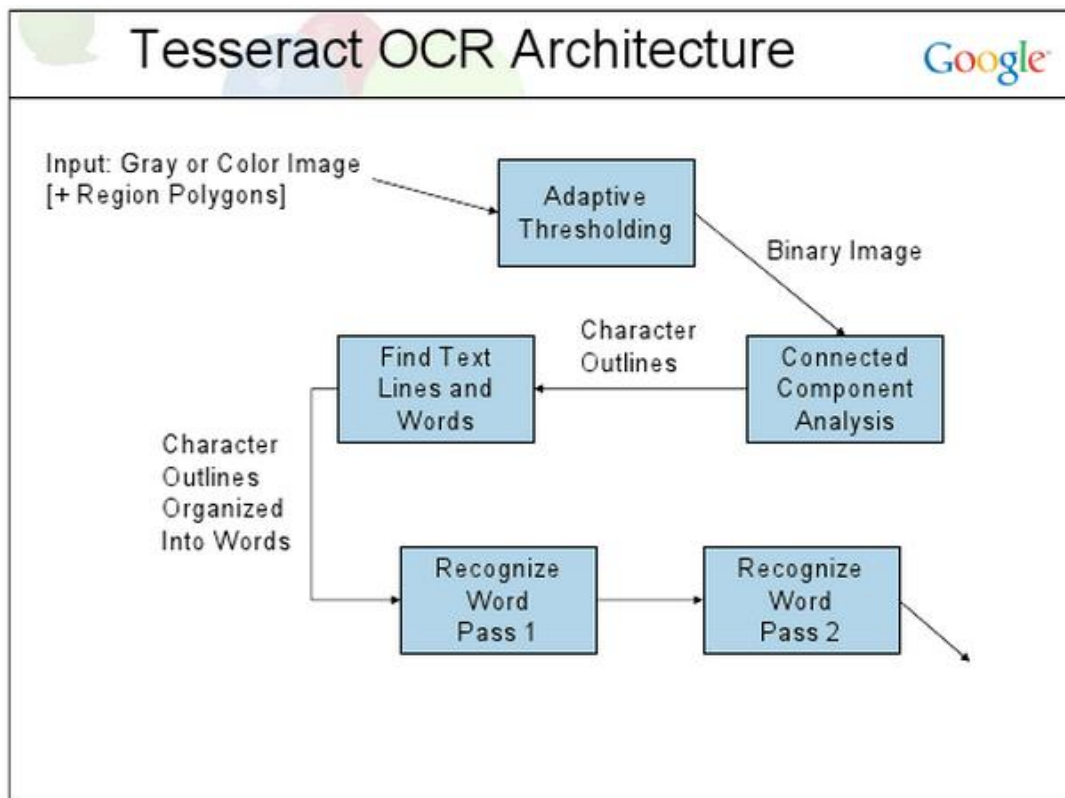 Tesseract OCR Architecture
Google
Input: Gray or Color Image
[+ Region Polygons]
Adaptive
Thresholding
Binary Image
Connected
Component
Analysis
Character
Outlines
Find Text
Lines and
Words
Character
Outlines
Organized
Into Words
Recognize
Word
Pass 1
Recognize
Word
Pass 2